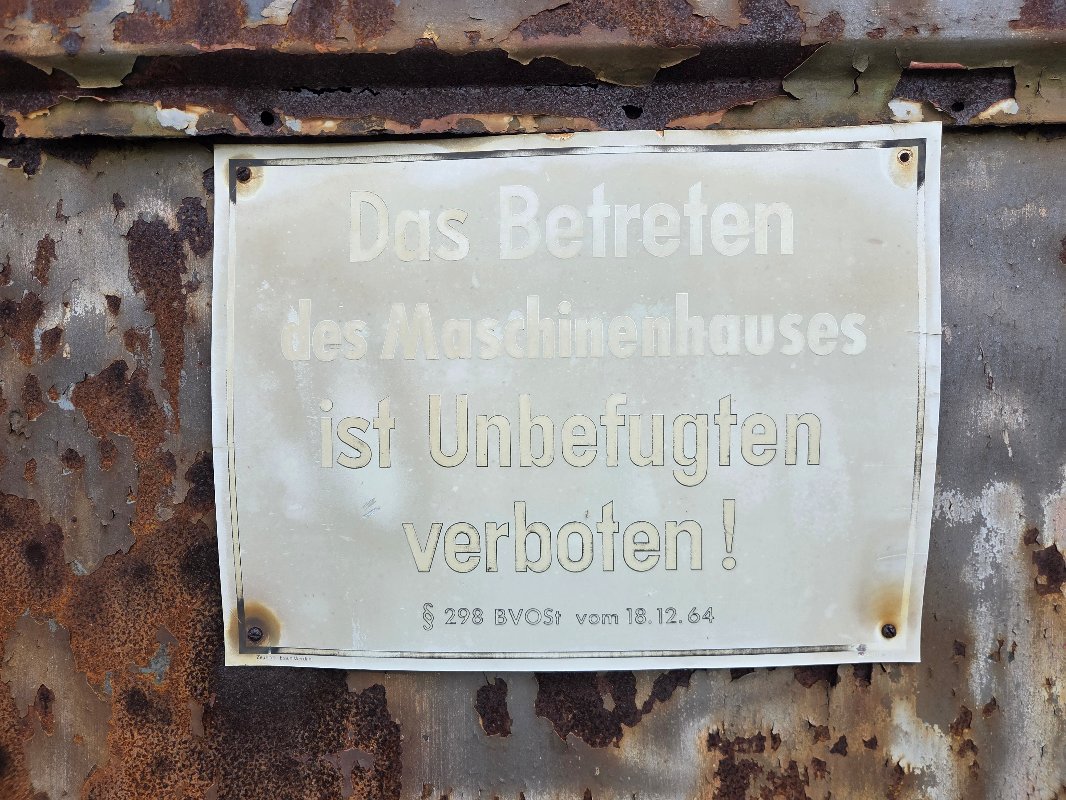 Das Betreten
des Maschinenhauses
ist Unbefugten
verboten!
§ 298 BVOSt vom 18.12.64